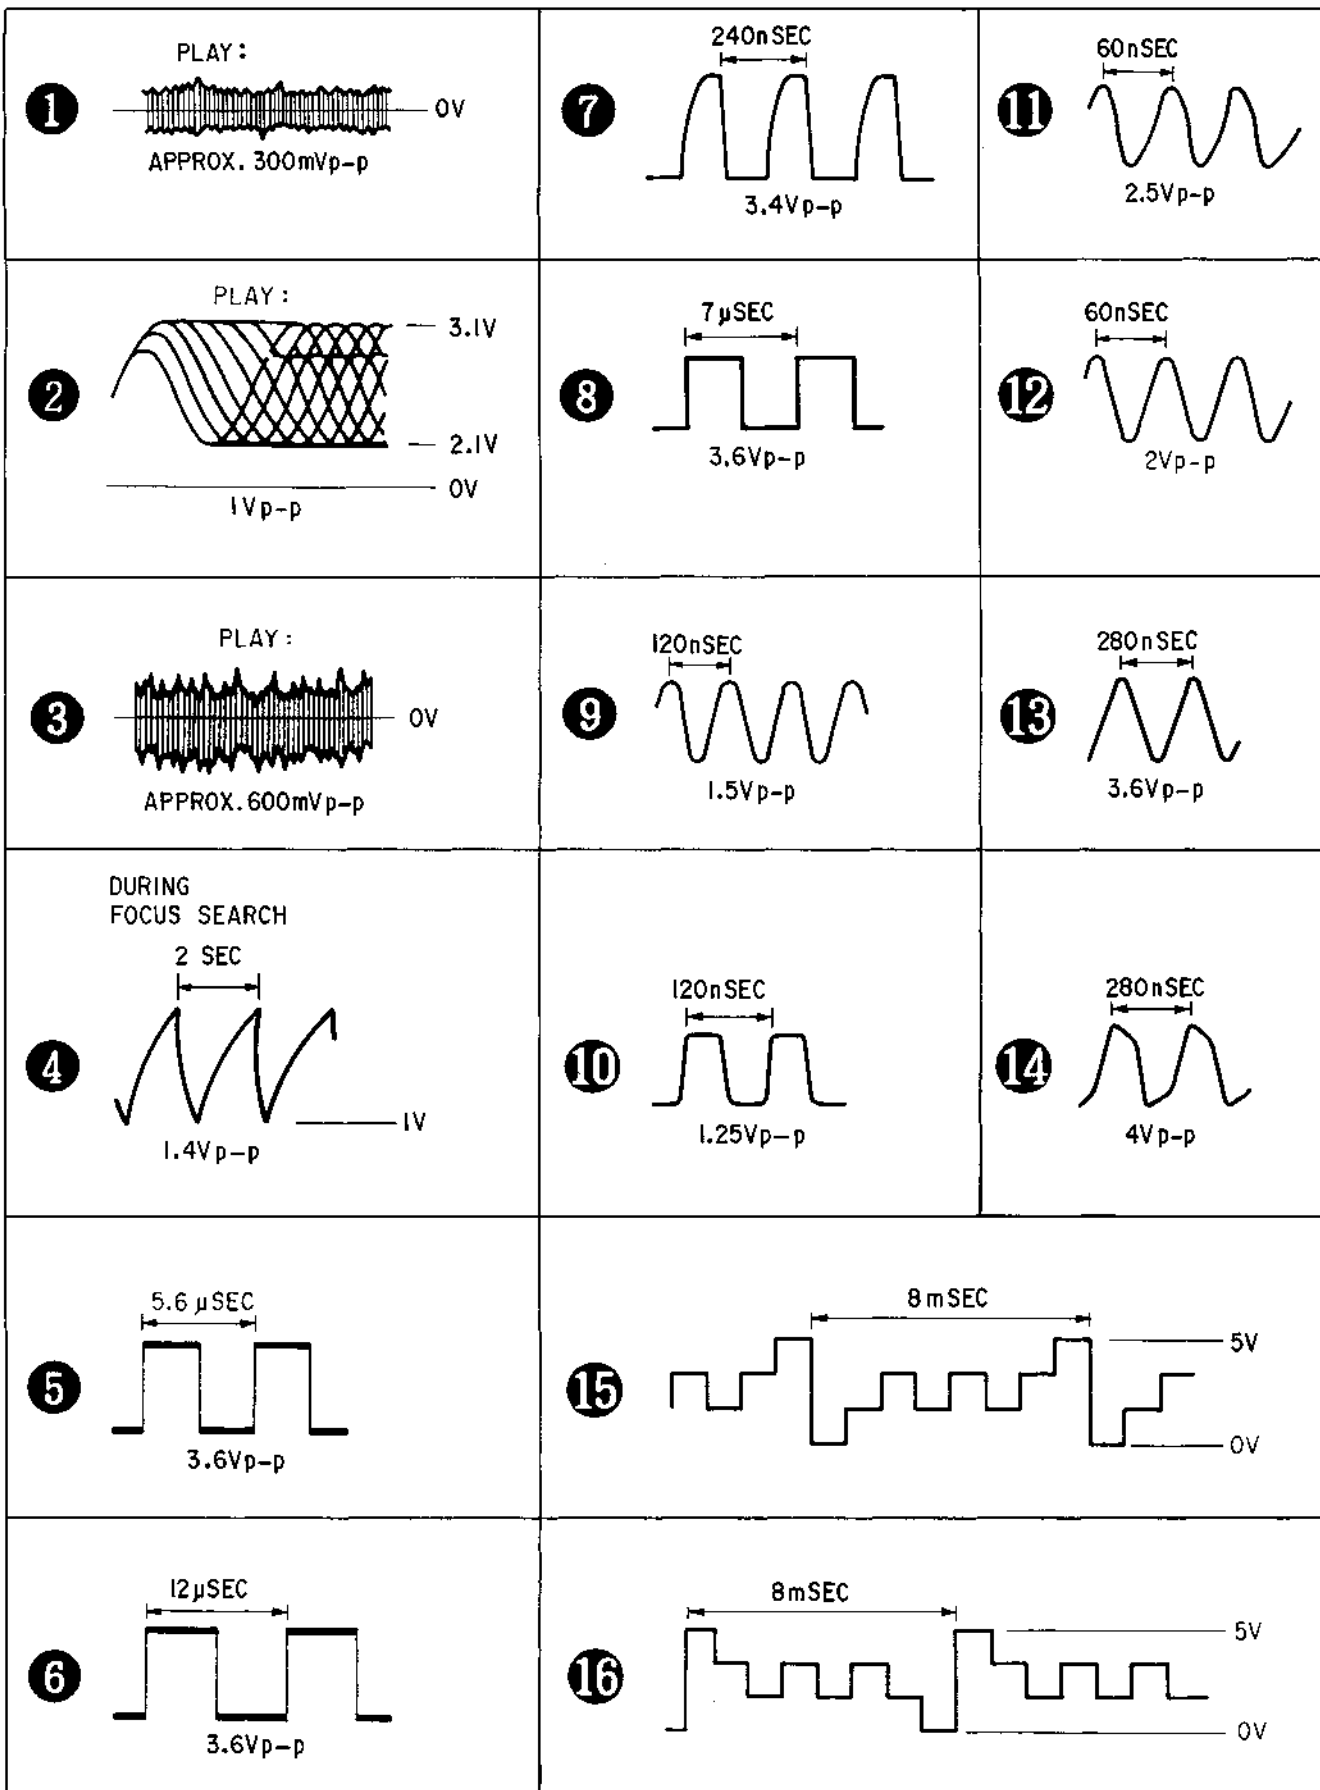 1
PLAY:
0V
APPROX. 300mVp-p
2
PLAY:
3.1V
2.1V
0V
1Vp-p
3
PLAY:
0V
APPROX. 600mVp-p
4
DURING
FOCUS SEARCH
2 SEC
1V
1.4Vp-p
5
5.6 μSEC
3.6Vp-p
6
12μSEC
3.6Vp-p
7
240nSEC
3.4Vp-p
8
7μSEC
3.6Vp-p
9
120nSEC
1.5Vp-p
10
120nSEC
1.25Vp-p
11
60nSEC
2.5Vp-p
12
60nSEC
2Vp-p
13
280nSEC
3.6Vp-p
14
280nSEC
4Vp-p
15
8mSEC
5V
0V
16
8mSEC
5V
0V